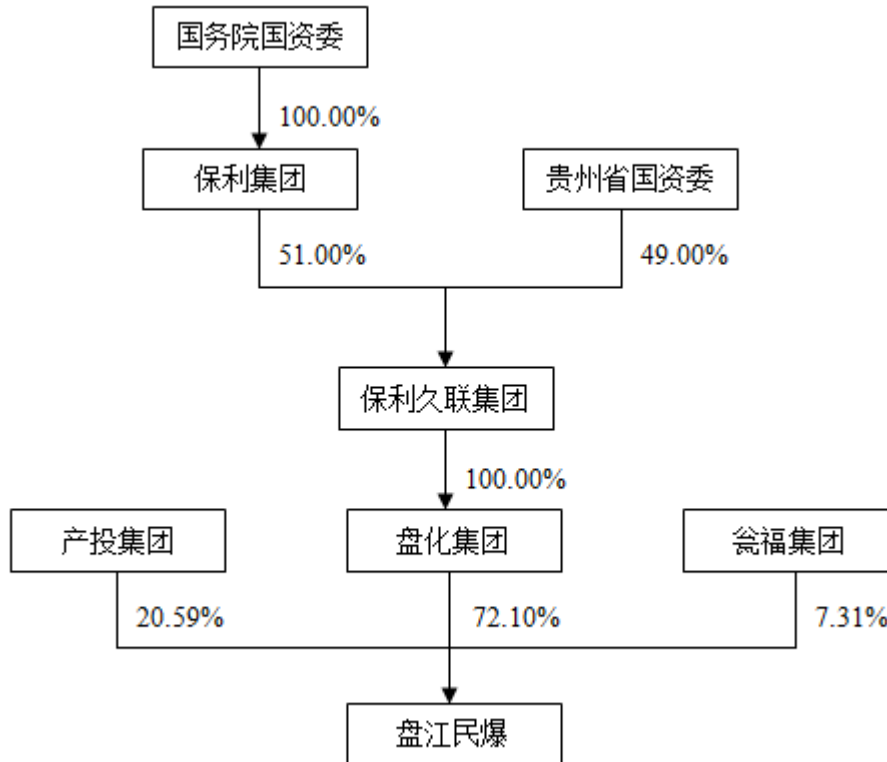 国务院国资委
100.00%
保利集团
贵州省国资委
51.00%
49.00%
保利久联集团
100.00%
产投集团
盘化集团
瓮福集团
20.59%
72.10%
7.31%
盘江民爆